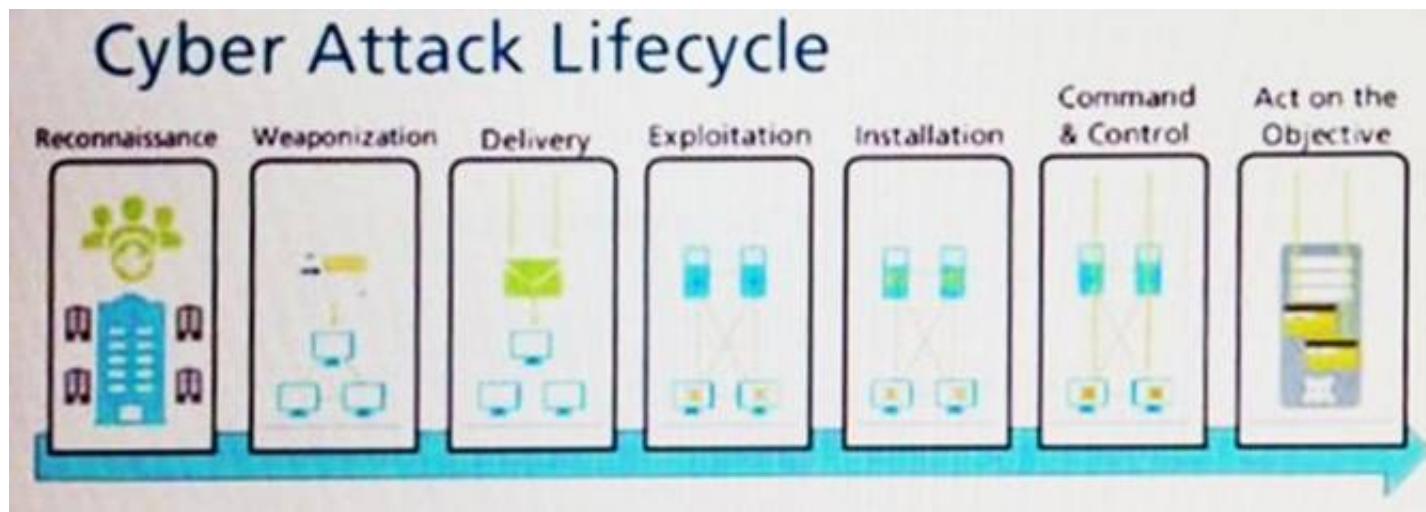 Cyber Attack Lifecycle
Reconnaissance
Weaponization
Delivery
Exploitation
Installation
Command
& Control
Act on the
Objective